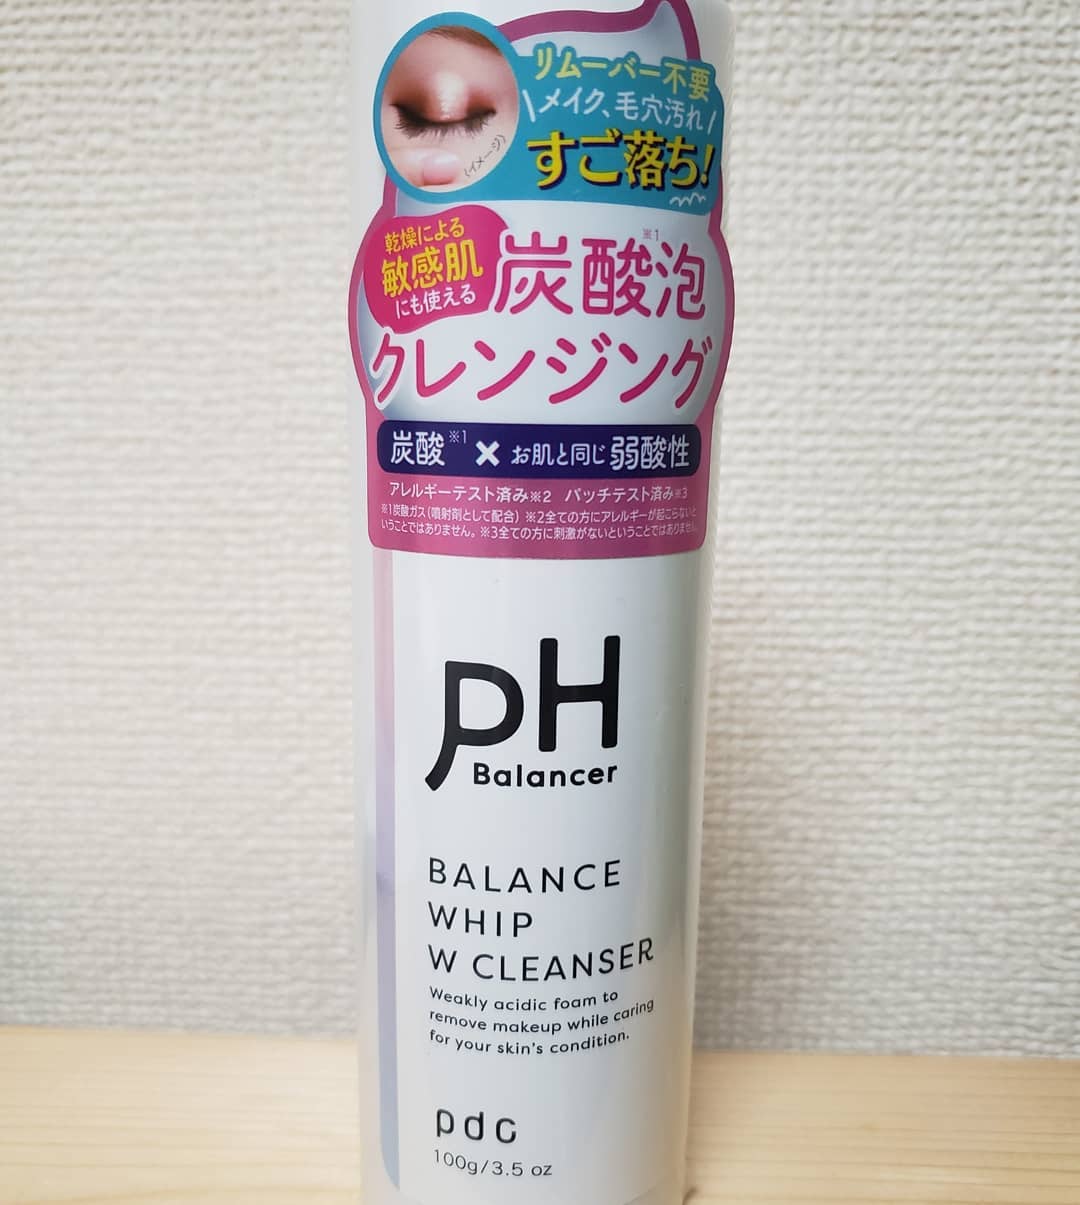 リムーバー不要
\メイク、毛穴汚れ/
すご落ち!
(イメージ)
乾燥による
敏感肌
にも使える
炭酸泡※1
クレンジング
炭酸※1 × お肌と同じ弱酸性
アレルギーテスト済み※2 パッチテスト済み※3
※1炭酸ガス(噴射剤として配合) ※2全ての方にアレルギーが起こらないと
いうことではありません。※3全ての方に刺激がないということではありません。
pH
Balancer
BALANCE
WHIP
W CLEANSER
Weakly acidic foam to
remove makeup while caring
for your skin's condition.
pdc
100g/3.5 oz